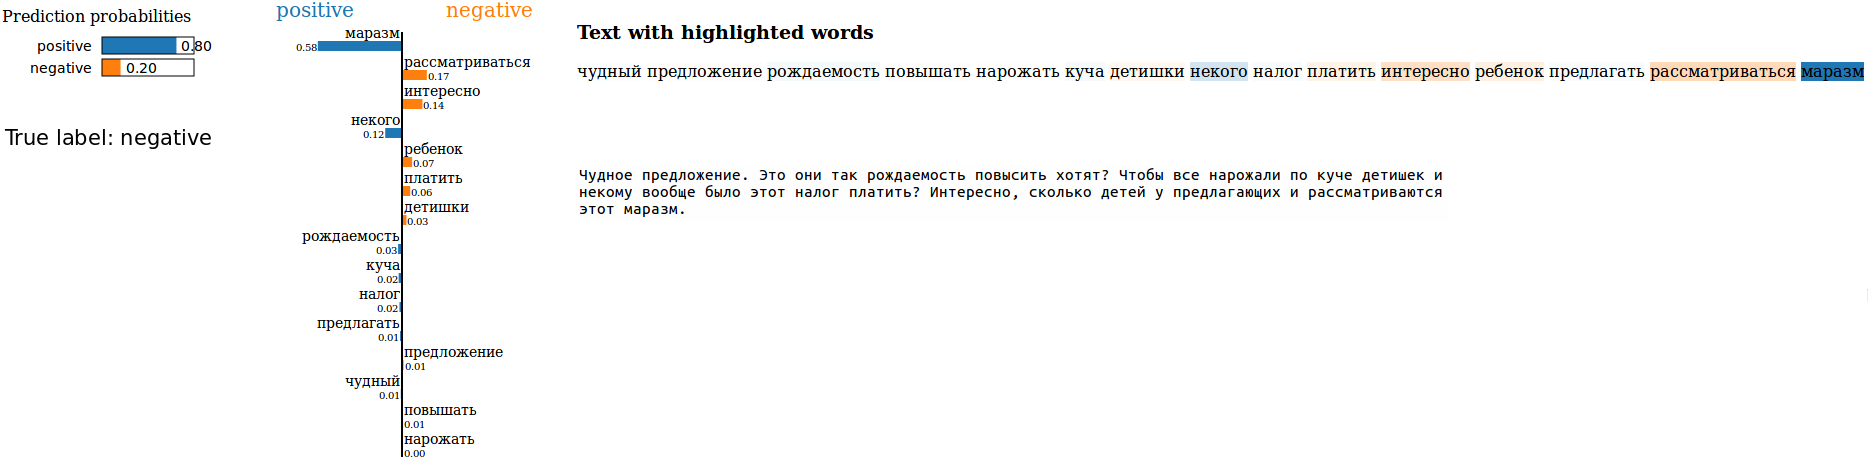 Prediction probabilities
positive 0.80
negative 0.20
True label: negative
positive negative
маразм
0.58
рассматриваться
0.17
интересно
0.14
некого
0.12
ребенок
0.07
платить
0.06
детишки
0.03
рождаемость
0.03
куча
0.02
налог
0.02
предлагать
0.01
предложение
0.01
чудный
0.01
повышать
0.01
нарожать
0.00
Text with highlighted words
чудный предложение рождаемость повышать нарожать куча детишки некого налог платить интересно ребенок предлагать рассматриваться маразм
Чудное предложение. Это они так рождаемость повысить хотят? Чтобы все нарожали по куче детишек и
некому вообще было этот налог платить? Интересно, сколько детей у предлагающих и рассматриваются
этот маразм.